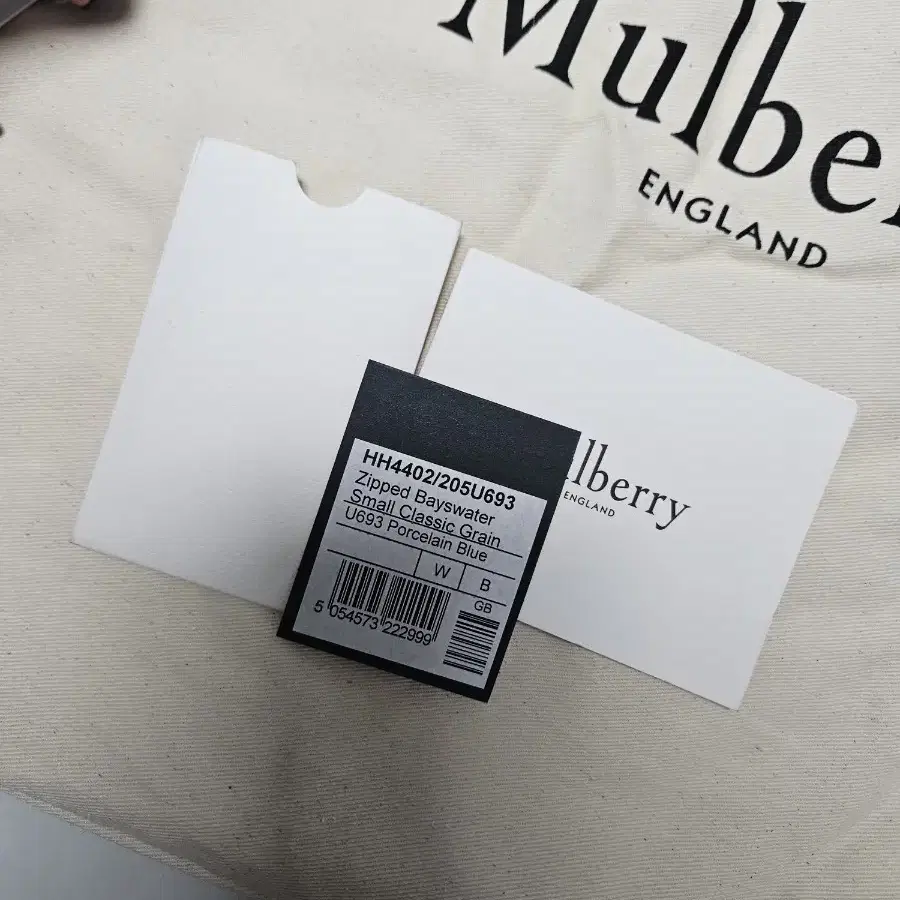 Mulbe
ENGLAND
lberry
ENGLAND
HH4402/205U693
Zipped Bayswater
Small Classic Grain
U693 Porcelain Blue
W B
GB
5 054573 222999